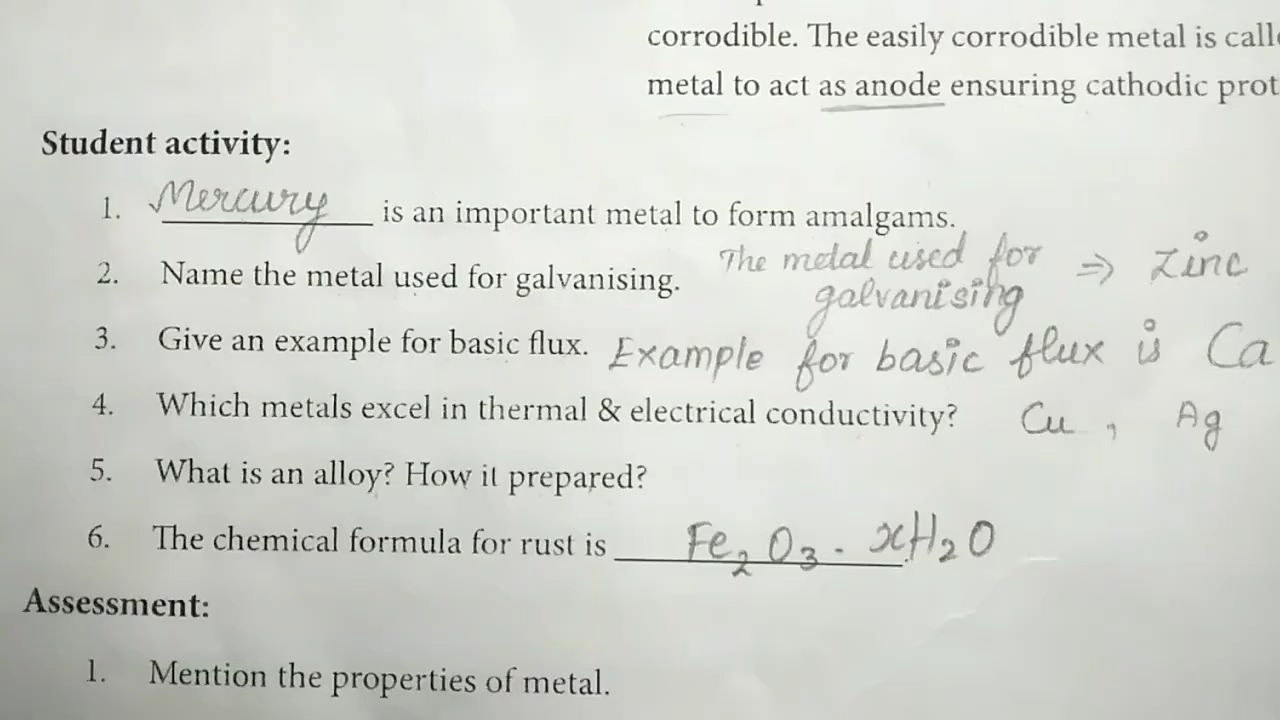 corrodible. The easily corrodible metal is call
metal to act as anode ensuring cathodic prot
Student activity:
1. Mercury is an important metal to form amalgams.
2. Name the metal used for galvanising. The metal used for galvanising ⇒ Zinc
3. Give an example for basic flux. Example for basic flux is Ca
4. Which metals excel in thermal & electrical conductivity? Cu, Ag
5. What is an alloy? How it prepared?
6. The chemical formula for rust is Fe₂O₃. xH₂O
Assessment:
1. Mention the properties of metal.